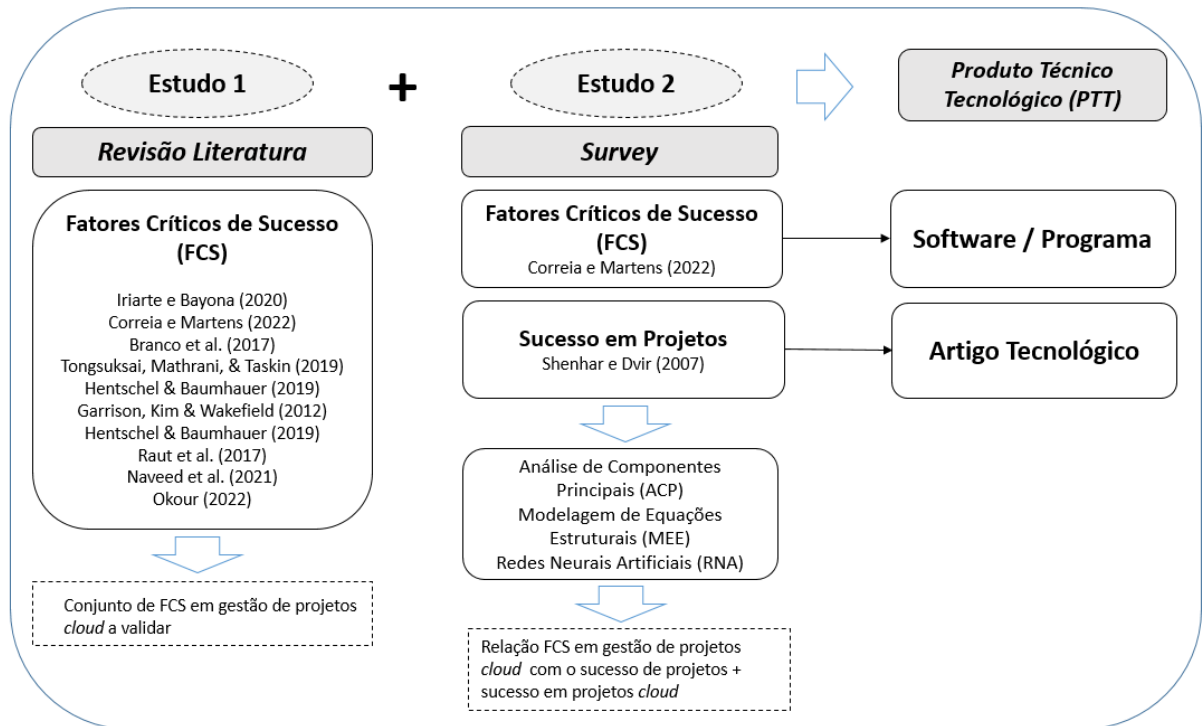 Estudo 1
+
Estudo 2
Produto Técnico
Tecnológico (PTT)
Revisão Literatura
Survey
Fatores Críticos de Sucesso
(FCS)
Iriarte e Bayona (2020)
Correia e Martens (2022)
Branco et al. (2017)
Tongsuksai, Mathrani, & Taskin (2019)
Hentschel & Baumhauer (2019)
Garrison, Kim & Wakefield (2012)
Hentschel & Baumhauer (2019)
Raut et al. (2017)
Naveed et al. (2021)
Okour (2022)
Conjunto de FCS em gestão de projetos
cloud a validar
Fatores Críticos de Sucesso
(FCS)
Correia e Martens (2022)
Sucesso em Projetos
Shenhar e Dvir (2007)
Análise de Componentes
Principais (ACP)
Modelagem de Equações
Estruturais (MEE)
Redes Neurais Artificiais (RNA)
Relação FCS em gestão de projetos
cloud com o sucesso de projetos +
sucesso em projetos cloud
Software / Programa
Artigo Tecnológico